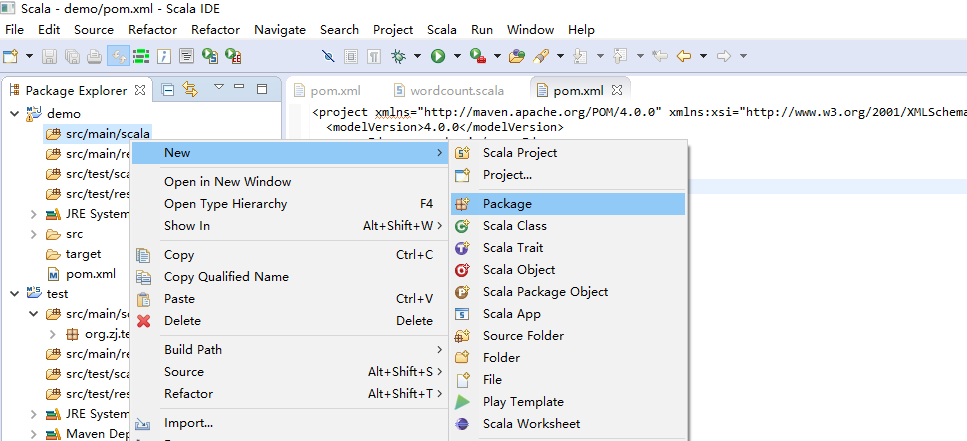 Scala - demo/pom.xml - Scala IDE
File Edit Source Refactor Refactor Navigate Search Project Scala Run Window Help
Package Explorer
pom.xml wordcount.scala pom.xml
demo
src/main/scala
src/main/re
src/test/sca
src/test/res
JRE System
src
target
pom.xml
test
src/main/s
org.zj.te
src/main/re
src/test/sca
src/test/res
JRE System
Maven Dep
<project xmlns="http://maven.apache.org/POM/4.0.0" xmlns:xsi="http://www.w3.org/2001/XMLSchema
<modelVersion>4.0.0</modelVersion>
New
Open in New Window
Open Type Hierarchy F4
Show In Alt+Shift+W
Copy Ctrl+C
Copy Qualified Name
Paste Ctrl+V
Delete Delete
Build Path
Source Alt+Shift+S
Refactor Alt+Shift+T
Import...
Scala Project
Project...
Package
Scala Class
Scala Trait
Scala Object
Scala Package Object
Scala App
Source Folder
Folder
File
Play Template
Scala Worksheet